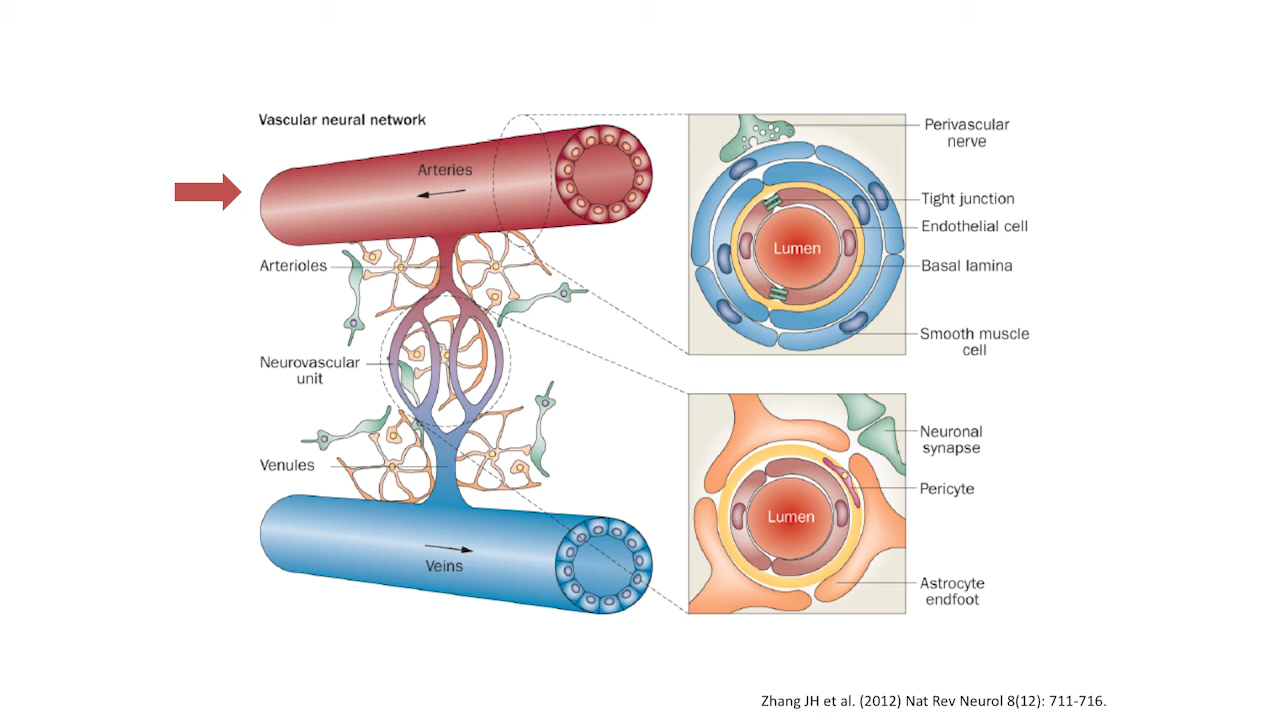 Vascular neural network
Arteries
Arterioles
Neurovascular
unit
Venules
Veins
Perivascular
nerve
Tight junction
Endothelial cell
Lumen
Basal lamina
Smooth muscle
cell
Neuronal
synapse
Pericyte
Lumen
Astrocyte
endfoot
Zhang JH et al. (2012) Nat Rev Neurol 8(12): 711-716.